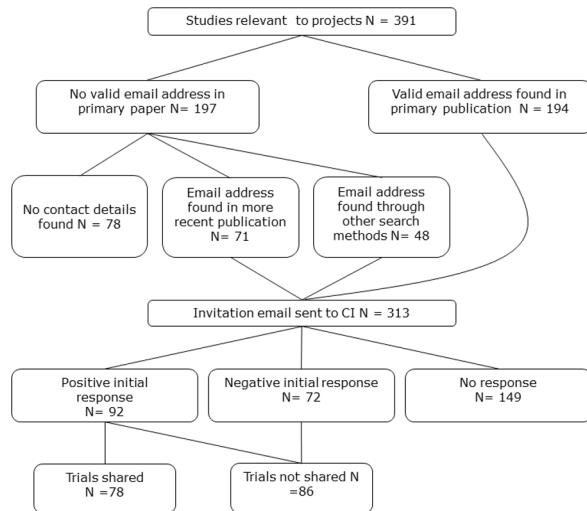 Studies relevant to projects N = 391
No valid email address in
primary paper N= 197
Valid email address found in
primary publication N = 194
No contact details
found N = 78
Email address
found in more
recent publication
N= 71
Email address
found through
other search
methods N= 48
Invitation email sent to CI N = 313
Positive initial
response
N= 92
Negative initial response
N= 72
No response
N= 149
Trials shared
N =78
Trials not shared N
=86